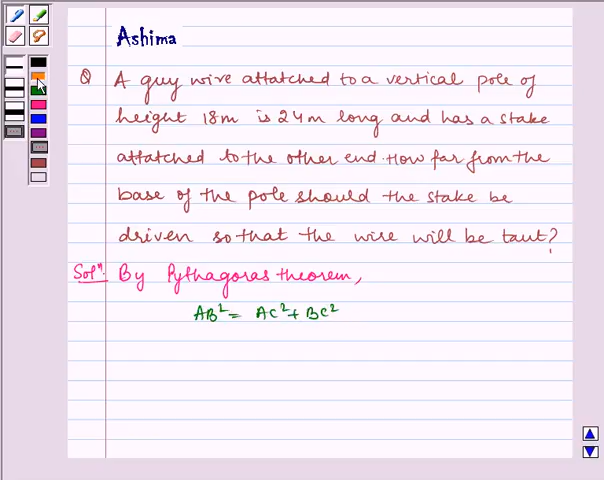 Ashima
Q A guy wire attatched to a vertical pole of
height 18m is 24m long and has a stake
attatched to the other end. How far from the
base of the pole should the stake be
driven so that the wire will be taut?
Solⁿ: By Pythagoras theorem,
AB² = AC² + BC²